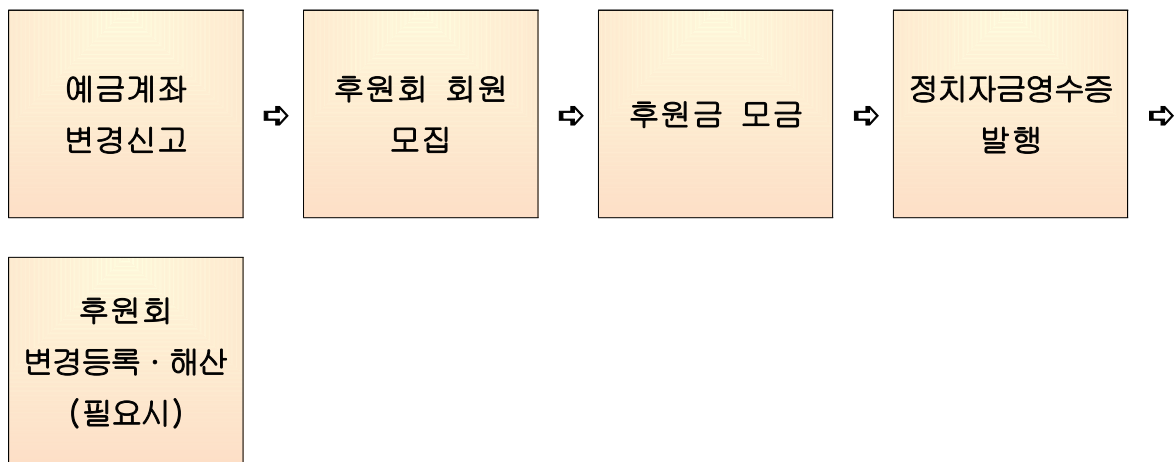 예금계좌
변경신고
⇨
후원회 회원
모집
⇨
후원금 모금
⇨
정치자금영수증
발행
⇨
후원회
변경등록·해산
(필요시)